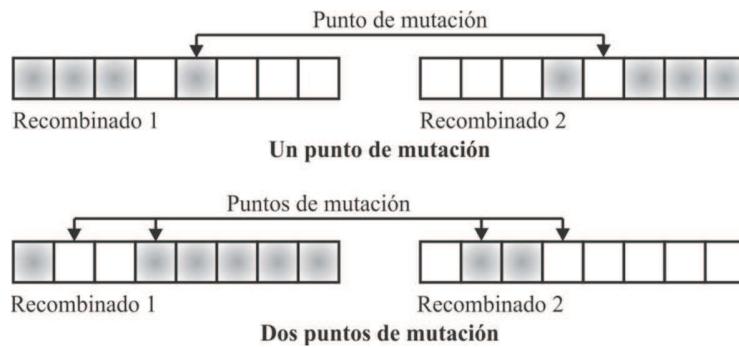 Punto de mutación
Recombinado 1
Recombinado 2
Un punto de mutación
Puntos de mutación
Recombinado 1
Recombinado 2
Dos puntos de mutación